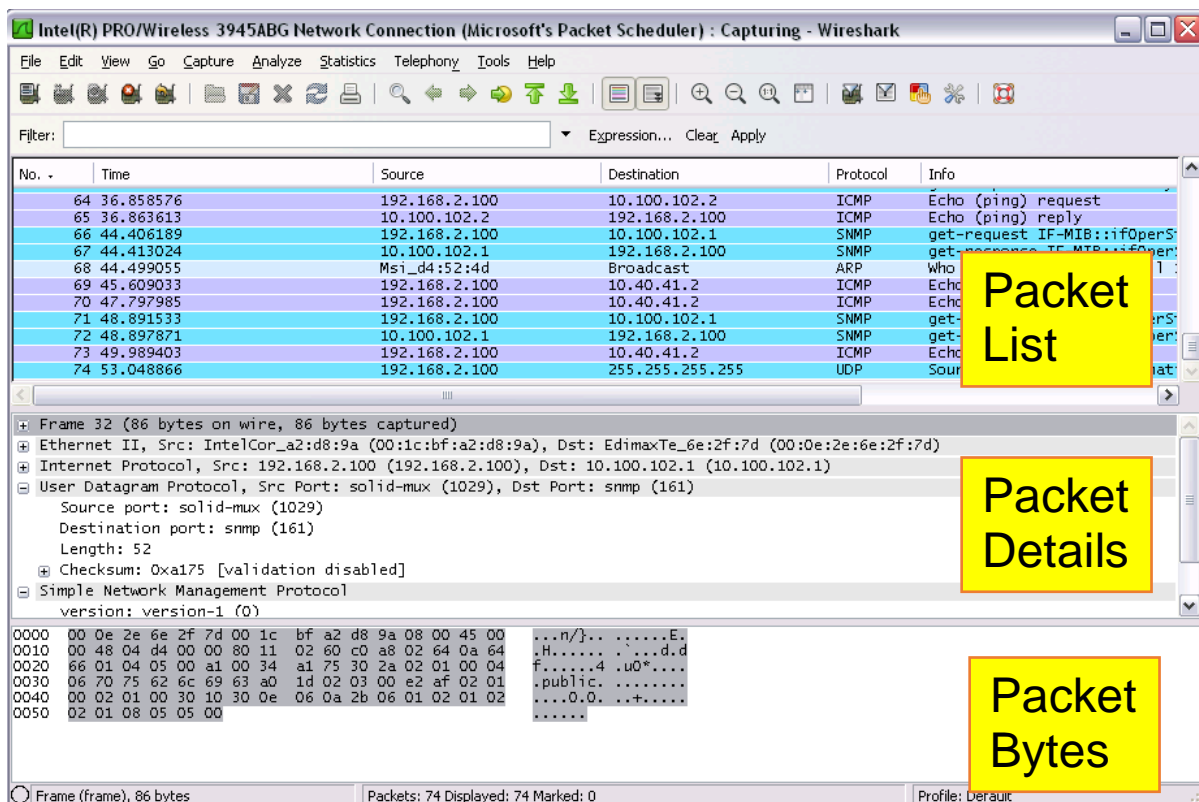 Intel(R) PRO/Wireless 3945ABG Network Connection (Microsoft's Packet Scheduler) : Capturing - Wireshark
File Edit View Go Capture Analyze Statistics Telephony Tools Help
Filter: Expression... Clear Apply
No. Time Source Destination Protocol Info
64 36.858576 192.168.2.100 10.100.102.2 ICMP Echo (ping) request
65 36.863613 10.100.102.2 192.168.2.100 ICMP Echo (ping) reply
66 44.406189 192.168.2.100 10.100.102.1 SNMP get-request IF-MIB::ifOperS
67 44.413024 10.100.102.1 192.168.2.100 SNMP get-response IF-MIB::ifOper
68 44.499055 Msi_d4:52:4d Broadcast ARP Who
69 45.609033 192.168.2.100 10.40.41.2 ICMP Echo
70 47.797985 192.168.2.100 10.40.41.2 ICMP Echo
71 48.891533 192.168.2.100 10.100.102.1 SNMP get-
72 48.897871 10.100.102.1 192.168.2.100 SNMP get-
73 49.989403 192.168.2.100 10.40.41.2 ICMP Echo
74 53.048866 192.168.2.100 255.255.255.255 UDP Sour
Packet
List
Frame 32 (86 bytes on wire, 86 bytes captured)
Ethernet II, Src: IntelCor_a2:d8:9a (00:1c:bf:a2:d8:9a), Dst: EdimaxTe_6e:2f:7d (00:0e:2e:6e:2f:7d)
Internet Protocol, Src: 192.168.2.100 (192.168.2.100), Dst: 10.100.102.1 (10.100.102.1)
User Datagram Protocol, Src Port: solid-mux (1029), Dst Port: snmp (161)
Source port: solid-mux (1029)
Destination port: snmp (161)
Length: 52
Checksum: 0xa175 [validation disabled]
Simple Network Management Protocol
version: version-1 (0)
Packet
Details
0000 00 0e 2e 6e 2f 7d 00 1c bf a2 d8 9a 08 00 45 00 ...n/}.. ......E.
0010 00 48 04 d4 00 00 80 11 02 60 c0 a8 02 64 0a 64 .H...... .`...d.d
0020 66 01 04 05 00 a1 00 34 a1 75 30 2a 02 01 00 04 f......4 .u0*....
0030 06 70 75 62 6c 69 63 a0 1d 02 03 00 e2 af 02 01 .public. ........
0040 00 02 01 00 30 10 30 0e 06 0a 2b 06 01 02 01 02 ....0.0. ..+.....
0050 02 01 08 05 05 00 ......
Packet
Bytes
Frame (frame), 86 bytes Packets: 74 Displayed: 74 Marked: 0 Profile: Default